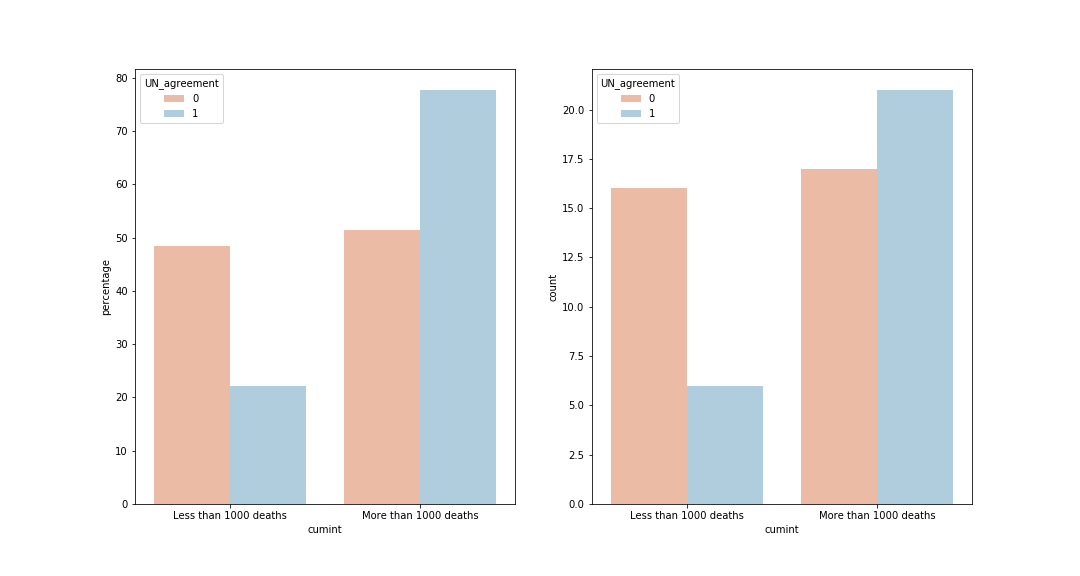 UN_agreement
0
1
80
70
60
50
40
30
20
10
0
percentage
Less than 1000 deaths
More than 1000 deaths
cumint
UN_agreement
0
1
20.0
17.5
15.0
12.5
10.0
7.5
5.0
2.5
0.0
count
Less than 1000 deaths
More than 1000 deaths
cumint